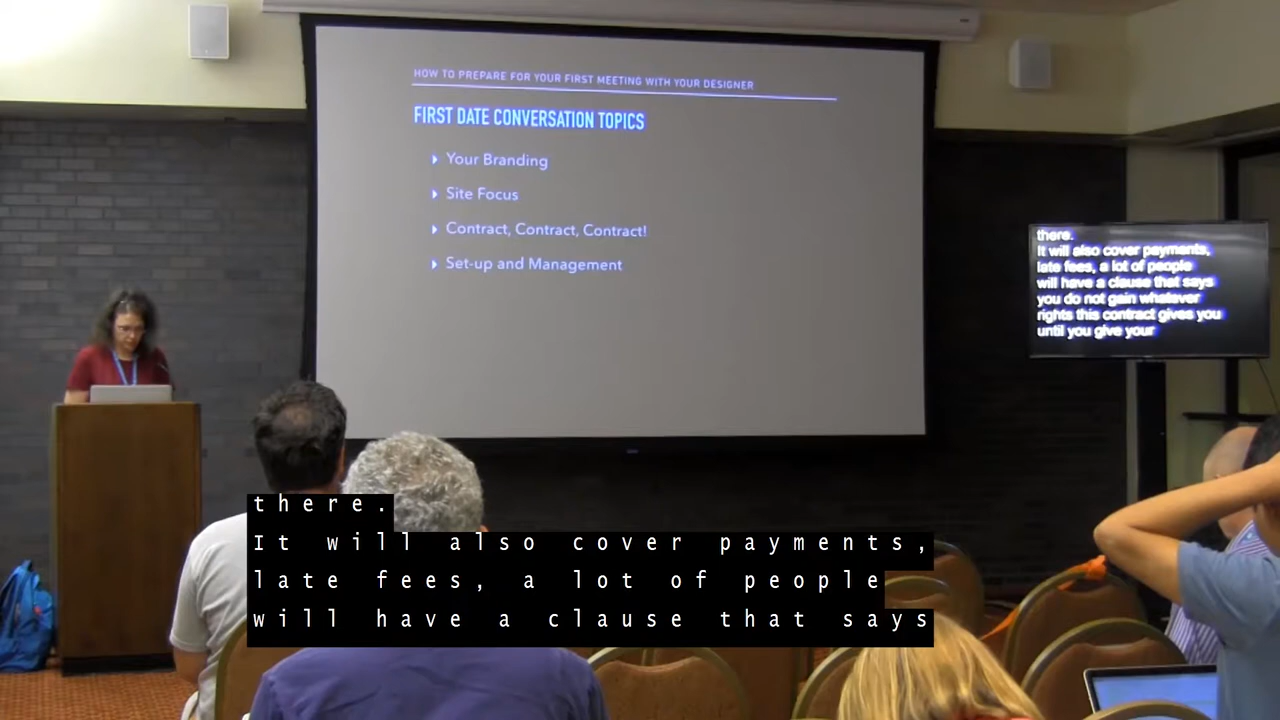 HOW TO PREPARE FOR YOUR FIRST MEETING WITH YOUR DESIGNER
FIRST DATE CONVERSATION TOPICS
Your Branding
Site Focus
Contract, Contract, Contract!
Set-up and Management
there.
It will also cover payments,
late fees, a lot of people
will have a clause that says
you do not gain whatever
rights this contract gives you
until you give your
there.
It will also cover payments,
late fees, a lot of people
will have a clause that says